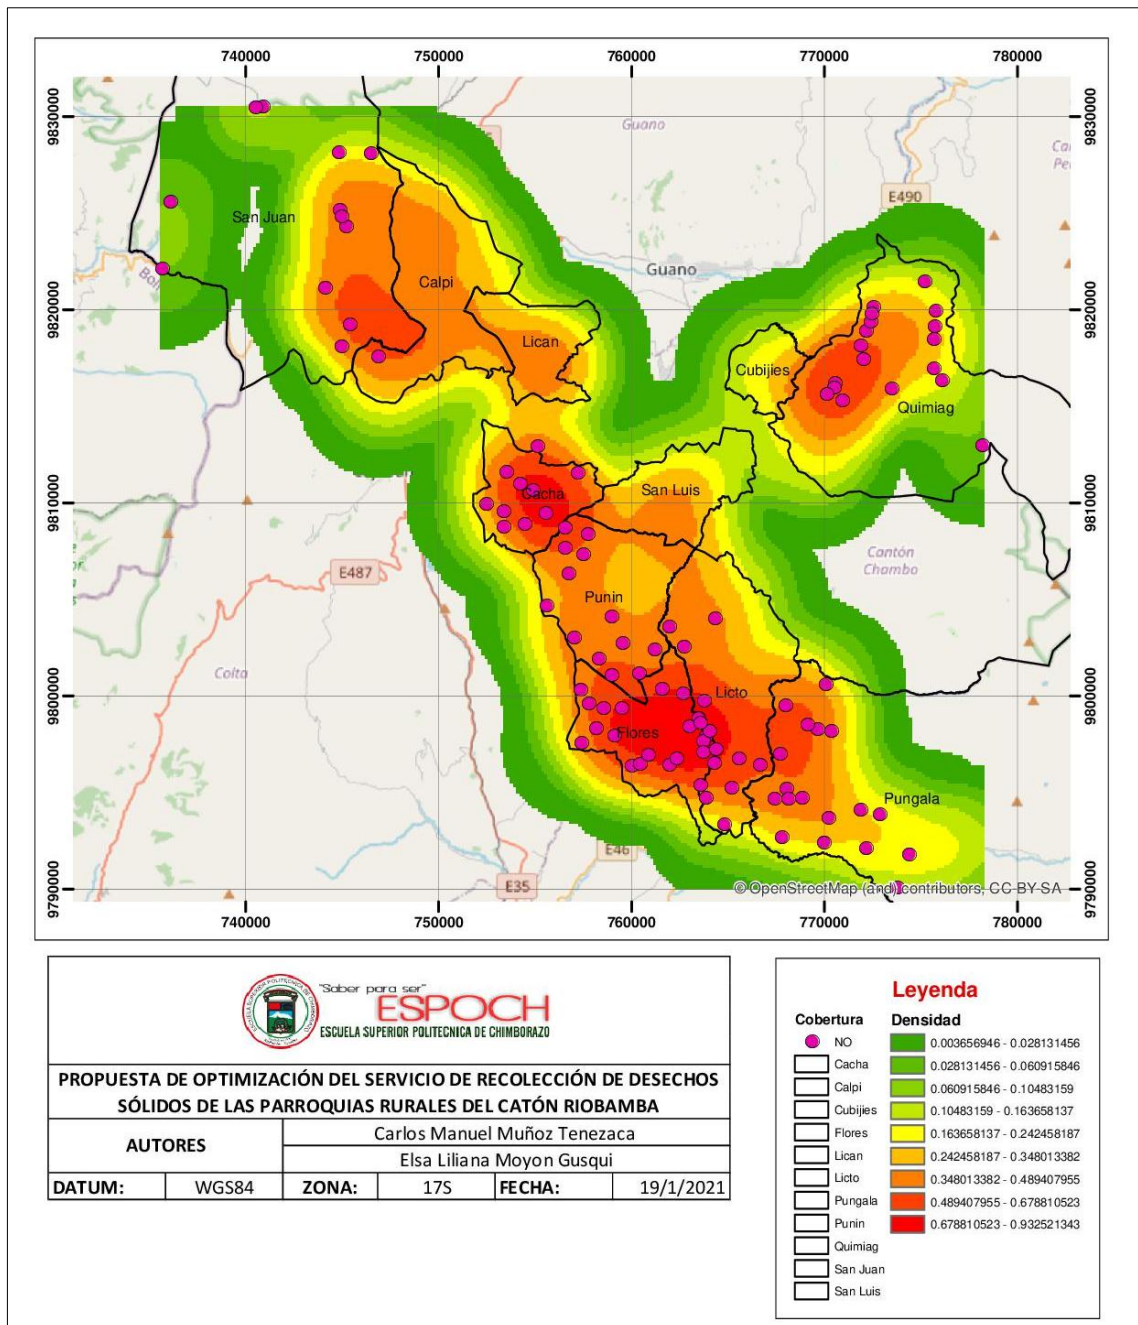 740000 750000 760000 770000 780000
9830000 9830000
Guano
E490
San Juan
Guano
Calpi
9820000 9820000
Lican
Cubijies
Quimiag
Cacha
San Luis
9810000 9810000
Cantón
Chambo
E487
Punin
Colta
Licto
9800000 9800000
Flores
Pungala
E46
E35
© OpenStreetMap (and) contributors, CC-BY-SA
9790000 9790000
740000 750000 760000 770000 780000
"Saber para ser"
ESPOCH
ESCUELA SUPERIOR POLITECNICA DE CHIMBORAZO
PROPUESTA DE OPTIMIZACIÓN DEL SERVICIO DE RECOLECCIÓN DE DESECHOS
SÓLIDOS DE LAS PARROQUIAS RURALES DEL CATÓN RIOBAMBA
AUTORES
Carlos Manuel Muñoz Tenezaca
Elsa Liliana Moyon Gusqui
DATUM: WGS84 ZONA: 17S FECHA: 19/1/2021
Leyenda
Cobertura Densidad
NO 0.003656946 - 0.028131456
Cacha 0.028131456 - 0.060915846
Calpi 0.060915846 - 0.10483159
Cubijies 0.10483159 - 0.163658137
Flores 0.163658137 - 0.242458187
Lican 0.242458187 - 0.348013382
Licto 0.348013382 - 0.489407955
Pungala 0.489407955 - 0.678810523
Punin 0.678810523 - 0.932521343
Quimiag
San Juan
San Luis